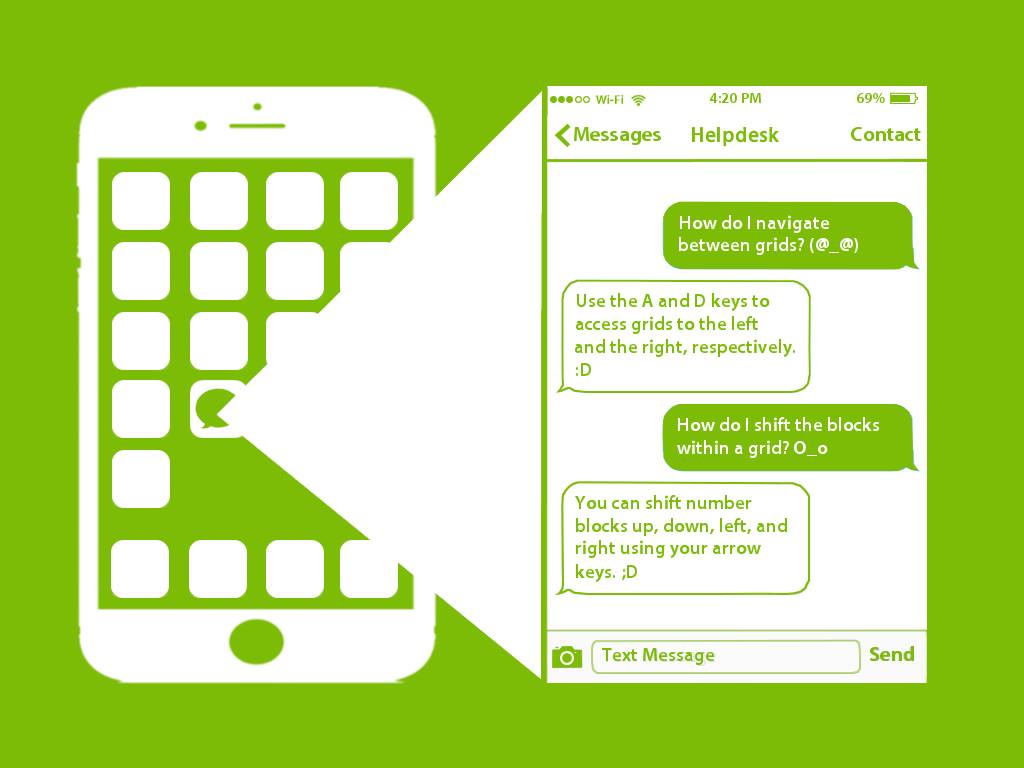 Wi-Fi 4:20 PM 69%
Messages Helpdesk Contact
How do I navigate
between grids? (@_@)
Use the A and D keys to
access grids to the left
and the right, respectively.
:D
How do I shift the blocks
within a grid? O_o
You can shift number
blocks up, down, left, and
right using your arrow
keys. ;D
Text Message Send